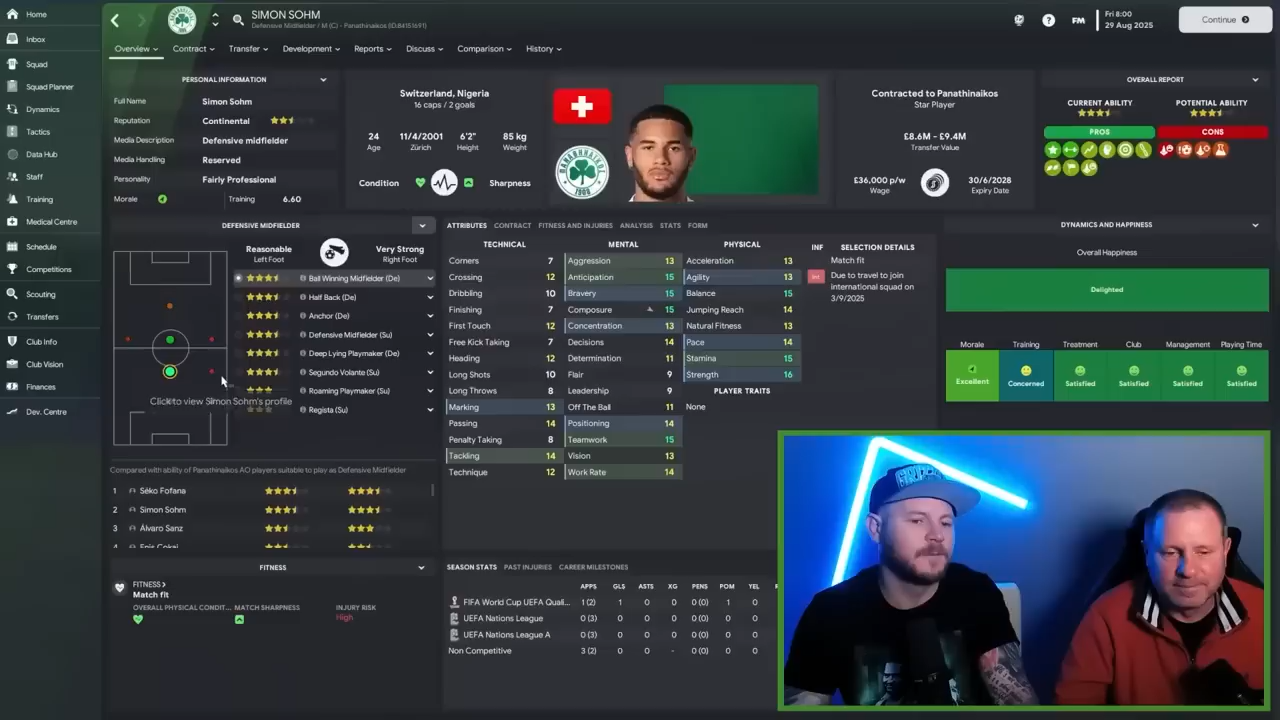 Home
Inbox
Squad
Squad Planner
Dynamics
Tactics
Data Hub
Staff
Training
Medical Centre
Schedule
Competitions
Scouting
Transfers
Club Info
Club Vision
Finances
Dev. Centre
SIMON SOHM
Defensive Midfielder / M (C) - Panathinaikos (ID:84151691)
FM
Fri 8:00
29 Aug 2025
Continue
Overview
Contract
Transfer
Development
Reports
Discuss
Comparison
History
PERSONAL INFORMATION
Full Name Simon Sohm
Reputation Continental
Media Description Defensive midfielder
Media Handling Reserved
Personality Fairly Professional
Morale Training 6.60
Switzerland, Nigeria
16 caps / 2 goals
24 11/4/2001 6'2" 85 kg
Age Zürich Height Weight
Condition Sharpness
PANAΘHNAIKOΣ
1908
Contracted to Panathinaikos
Star Player
£8.6M - £9.4M
Transfer Value
£36,000 p/w 30/6/2028
Wage Expiry Date
OVERALL REPORT
CURRENT ABILITY POTENTIAL ABILITY
PROS CONS
DEFENSIVE MIDFIELDER
Reasonable Very Strong
Left Foot Right Foot
Ball Winning Midfielder (De)
Half Back (De)
Anchor (De)
Defensive Midfielder (Su)
Deep Lying Playmaker (De)
Segundo Volante (Su)
Roaming Playmaker (Su)
Regista (Su)
Click to view Simon Sohm's profile
Compared with ability of Panathinaikos AO players suitable to play as Defensive Midfielder
1 Séko Fofana
2 Simon Sohm
3 Álvaro Sanz
FITNESS
FITNESS >
Match fit
OVERALL PHYSICAL CONDIT... MATCH SHARPNESS INJURY RISK
High
ATTRIBUTES CONTRACT FITNESS AND INJURIES ANALYSIS STATS FORM
TECHNICAL MENTAL PHYSICAL
Corners 7 Aggression 13 Acceleration 13
Crossing 12 Anticipation 15 Agility 13
Dribbling 10 Bravery 15 Balance 15
Finishing 7 Composure 15 Jumping Reach 14
First Touch 12 Concentration 13 Natural Fitness 13
Free Kick Taking 7 Decisions 14 Pace 14
Heading 12 Determination 11 Stamina 15
Long Shots 10 Flair 9 Strength 16
Long Throws 8 Leadership 9 PLAYER TRAITS
Marking 13 Off The Ball 11 None
Passing 14 Positioning 14
Penalty Taking 8 Teamwork 15
Tackling 14 Vision 13
Technique 12 Work Rate 14
INF SELECTION DETAILS
Match fit
Int Due to travel to join
international squad on
3/9/2025
DYNAMICS AND HAPPINESS
Overall Happiness
Delighted
Morale Training Treatment Club Management Playing Time
Excellent Concerned Satisfied Satisfied Satisfied Satisfied
SEASON STATS PAST INJURIES CAREER MILESTONES
APPS GLS ASTS XG PENS POM YEL R
FIFA World Cup UEFA Quali... 1 (2) 1 0 0 0 (0) 1 0
UEFA Nations League 0 (3) 0 0 0 0 (0) 0 0
UEFA Nations League A 0 (3) 0 0 0 0 (0) 0 0
Non Competitive 3 (2) 0 0 - 0 (0) 0 0